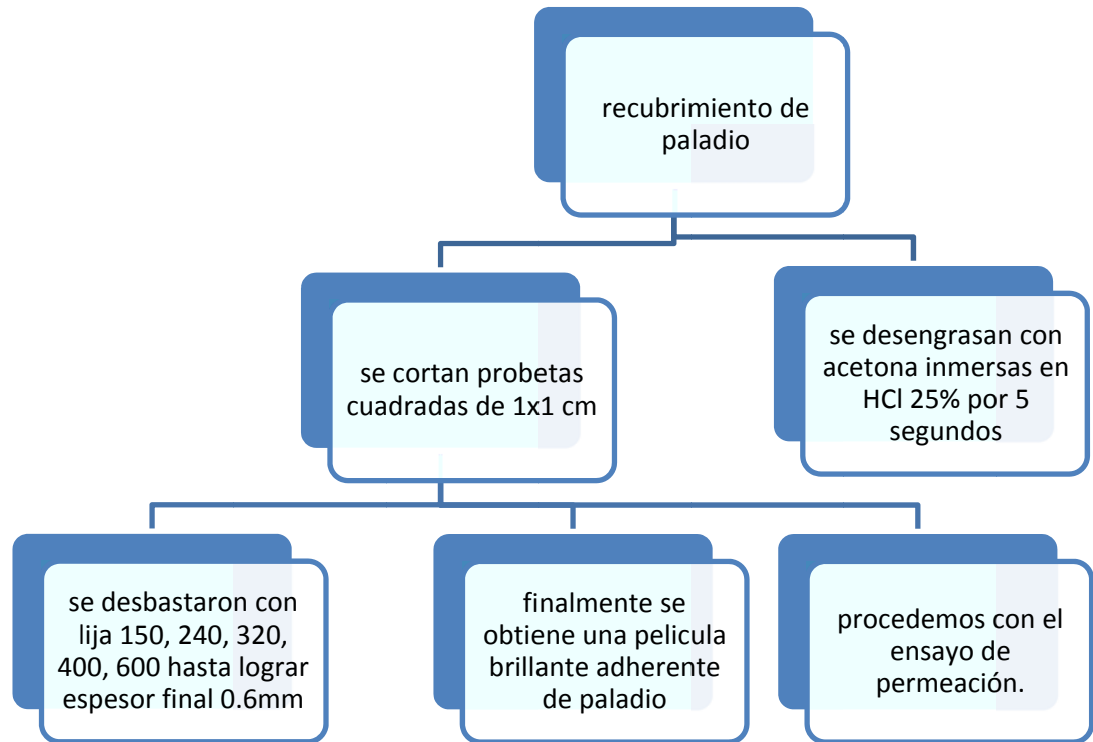 recubrimiento de
paladio
se cortan probetas
cuadradas de 1x1 cm
se desengrasan con
acetona inmersas en
HCl 25% por 5
segundos
se desbastaron con
lija 150, 240, 320,
400, 600 hasta lograr
espesor final 0.6mm
finalmente se
obtiene una pelicula
brillante adherente
de paladio
procedemos con el
ensayo de
permeación.